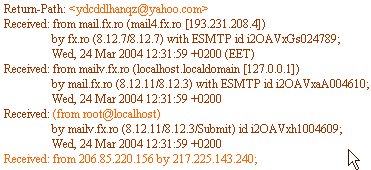 Return-Path: <ydcddlhanqz@yahoo.com>
Received: from mail.fx.ro (mail4.fx.ro [193.231.208.4])
by fx.ro (8.12.7/8.12.7) with ESMTP id i2OAVxGs024789;
Wed, 24 Mar 2004 12:31:59 +0200 (EET)
Received: from mailv.fx.ro (localhost.localdomain [127.0.0.1])
by mail.fx.ro (8.12.11/8.12.3) with ESMTP id i2OAVxaA004610;
Wed, 24 Mar 2004 12:31:59 +0200
Received: (from root@localhost)
by mailv.fx.ro (8.12.11/8.12.3/Submit) id i2OAVxh1004609;
Wed, 24 Mar 2004 12:31:59 +0200
Received: from 206.85.220.156 by 217.225.143.240;